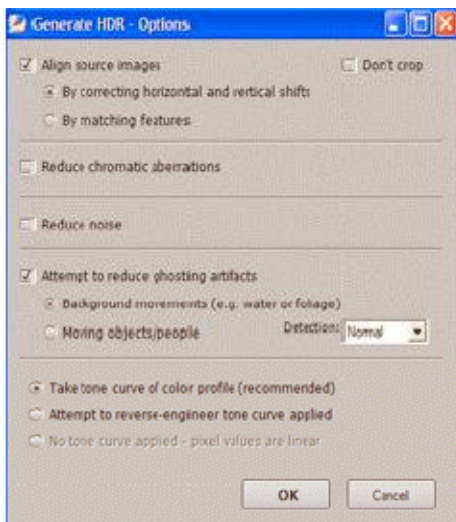 Generate HDR - Options
Align source images Don't crop
By correcting horizontal and vertical shifts
By matching features
Reduce chromatic aberrations
Reduce noise
Attempt to reduce ghosting artifacts
Background movements (e.g. water or foliage)
Moving objects/people Detection: Normal
Take tone curve of color profile (recommended)
Attempt to reverse-engineer tone curve applied
No tone curve applied - pixel values are linear
OK Cancel